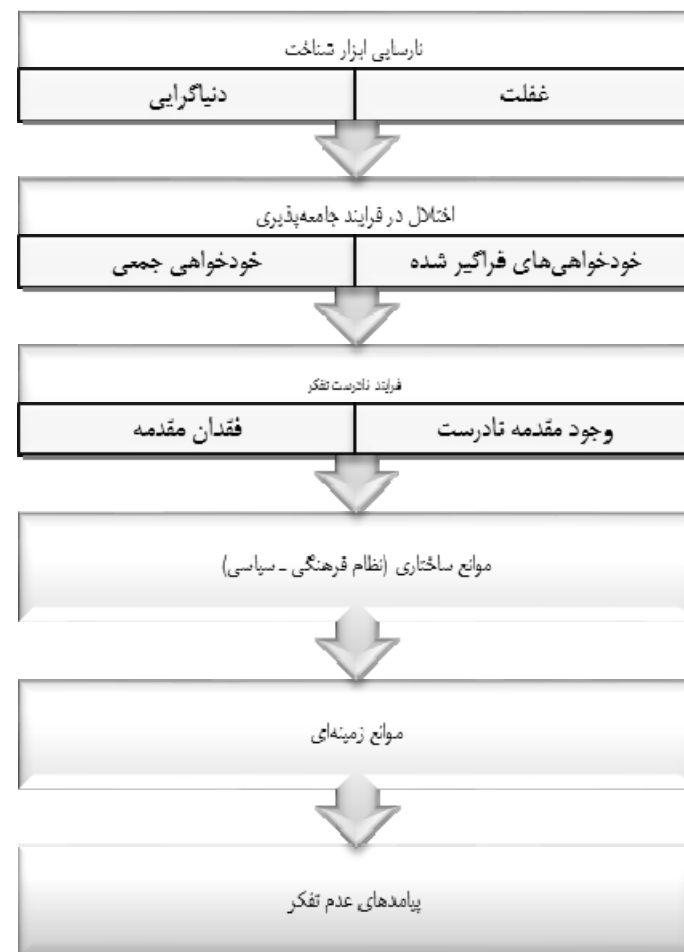 نارسایی ابزار شناخت
غفلت
دنیاگرایی
اختلال در فرایند جامعه‌پذیری
خودخواهی‌های فراگیر شده
خودخواهی جمعی
فرایند نادرست تفکر
وجود مقدمه نادرست
فقدان مقدمه
موانع ساختاری (نظام فرهنگی ـ سیاسی)
موانع زمینه‌ای
پیامدهای عدم تفکر